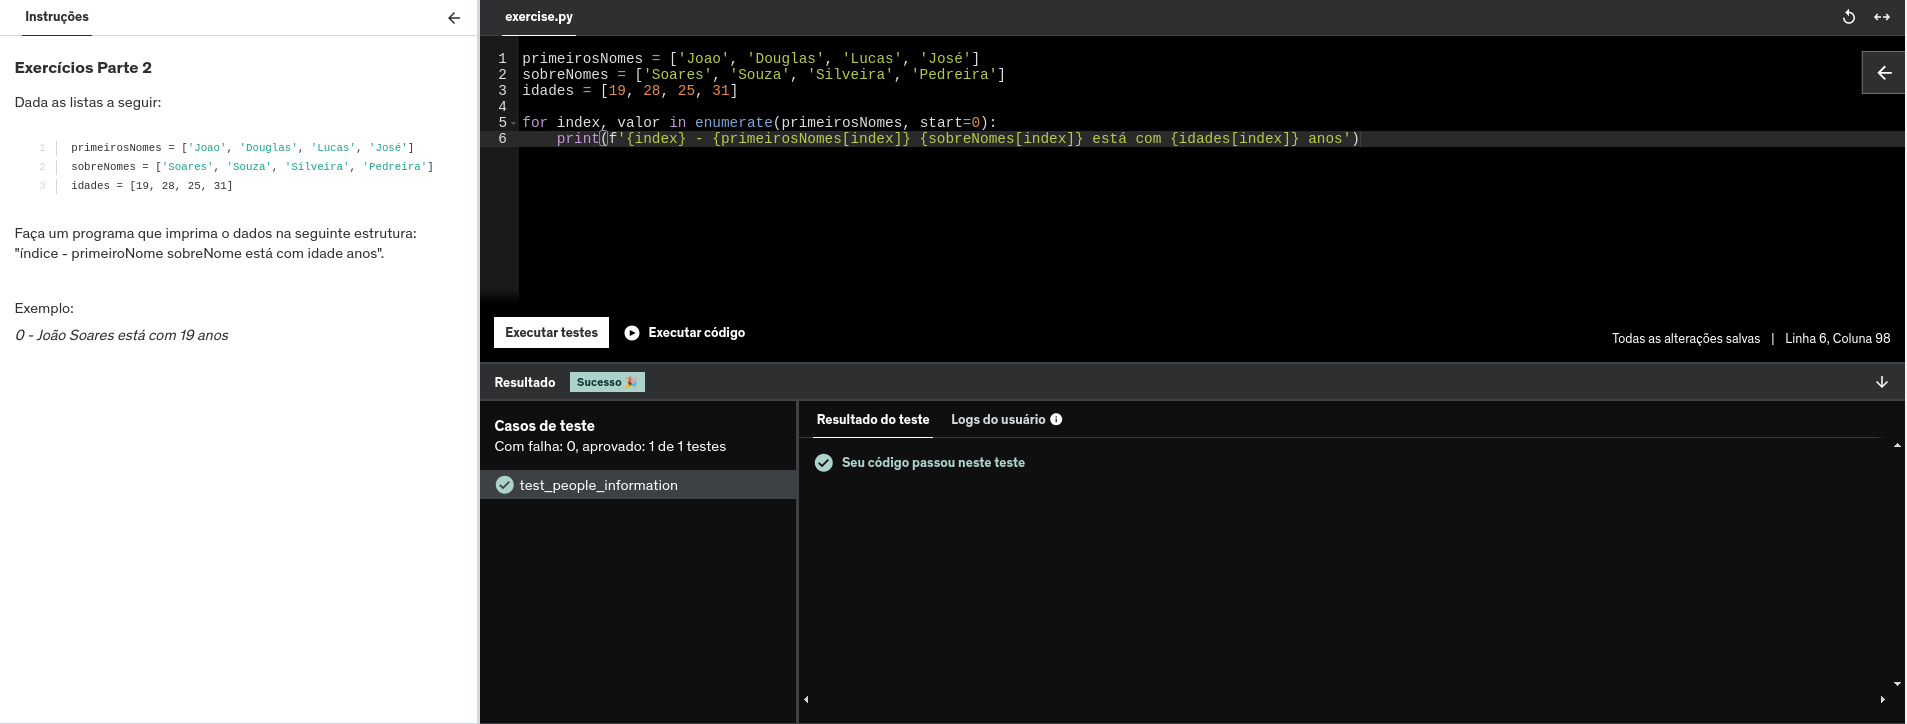 Instruções
Exercícios Parte 2
Dada as listas a seguir:
1 primeirosNomes = ['Joao', 'Douglas', 'Lucas', 'José']
2 sobreNomes = ['Soares', 'Souza', 'Silveira', 'Pedreira']
3 idades = [19, 28, 25, 31]
Faça um programa que imprima o dados na seguinte estrutura:
"índice - primeiroNome sobreNome está com idade anos".
Exemplo:
0 - João Soares está com 19 anos
exercise.py
1 primeirosNomes = ['Joao', 'Douglas', 'Lucas', 'José']
2 sobreNomes = ['Soares', 'Souza', 'Silveira', 'Pedreira']
3 idades = [19, 28, 25, 31]
4
5 for index, valor in enumerate(primeirosNomes, start=0):
6     print(f'{index} - {primeirosNomes[index]} {sobreNomes[index]} está com {idades[index]} anos')
Executar testes Executar código
Todas as alterações salvas | Linha 6, Coluna 98
Resultado Sucesso 🎉
Casos de teste
Com falha: 0, aprovado: 1 de 1 testes
test_people_information
Resultado do teste Logs do usuário
Seu código passou neste teste